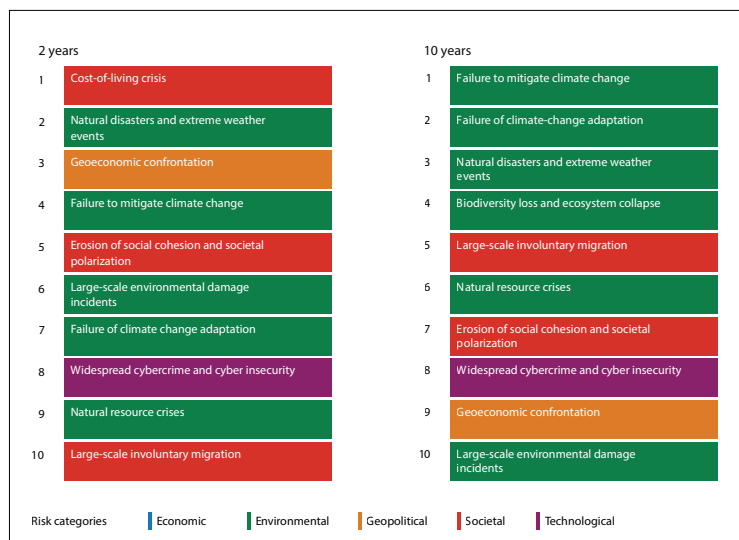 2 years
1 Cost-of-living crisis
2 Natural disasters and extreme weather
events
3 Geoeconomic confrontation
4 Failure to mitigate climate change
5 Erosion of social cohesion and societal
polarization
6 Large-scale environmental damage
incidents
7 Failure of climate change adaptation
8 Widespread cybercrime and cyber insecurity
9 Natural resource crises
10 Large-scale involuntary migration
10 years
1 Failure to mitigate climate change
2 Failure of climate-change adaptation
3 Natural disasters and extreme weather
events
4 Biodiversity loss and ecosystem collapse
5 Large-scale involuntary migration
6 Natural resource crises
7 Erosion of social cohesion and societal
polarization
8 Widespread cybercrime and cyber insecurity
9 Geoeconomic confrontation
10 Large-scale environmental damage
incidents
Risk categories Economic Environmental Geopolitical Societal Technological